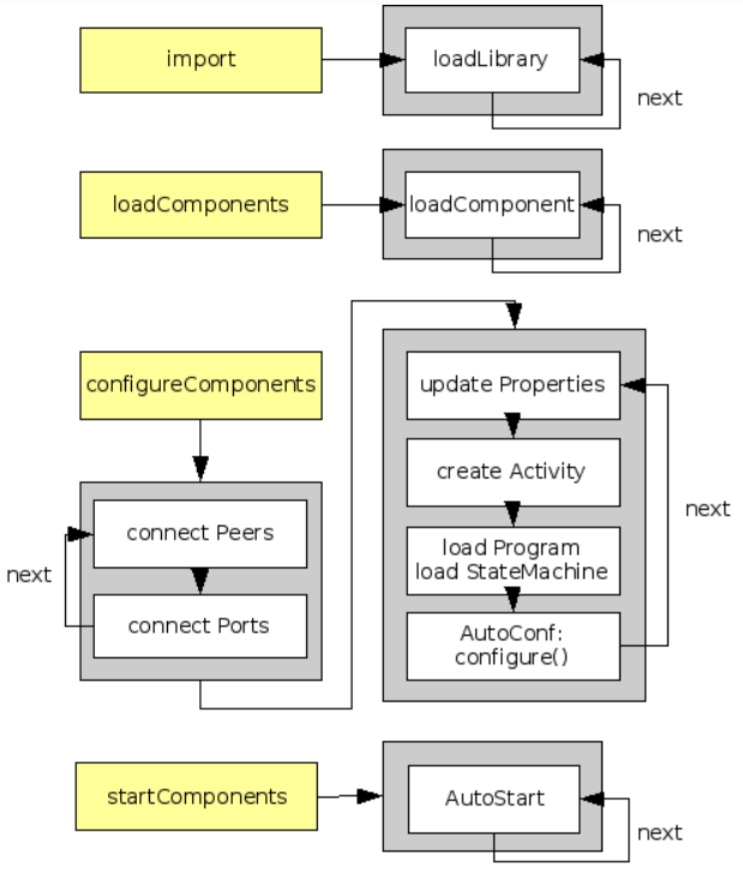 import
loadLibrary
next
loadComponents
loadComponent
next
configureComponents
connect Peers
next
connect Ports
update Properties
create Activity
next
load Program
load StateMachine
AutoConf:
configure()
startComponents
AutoStart
next